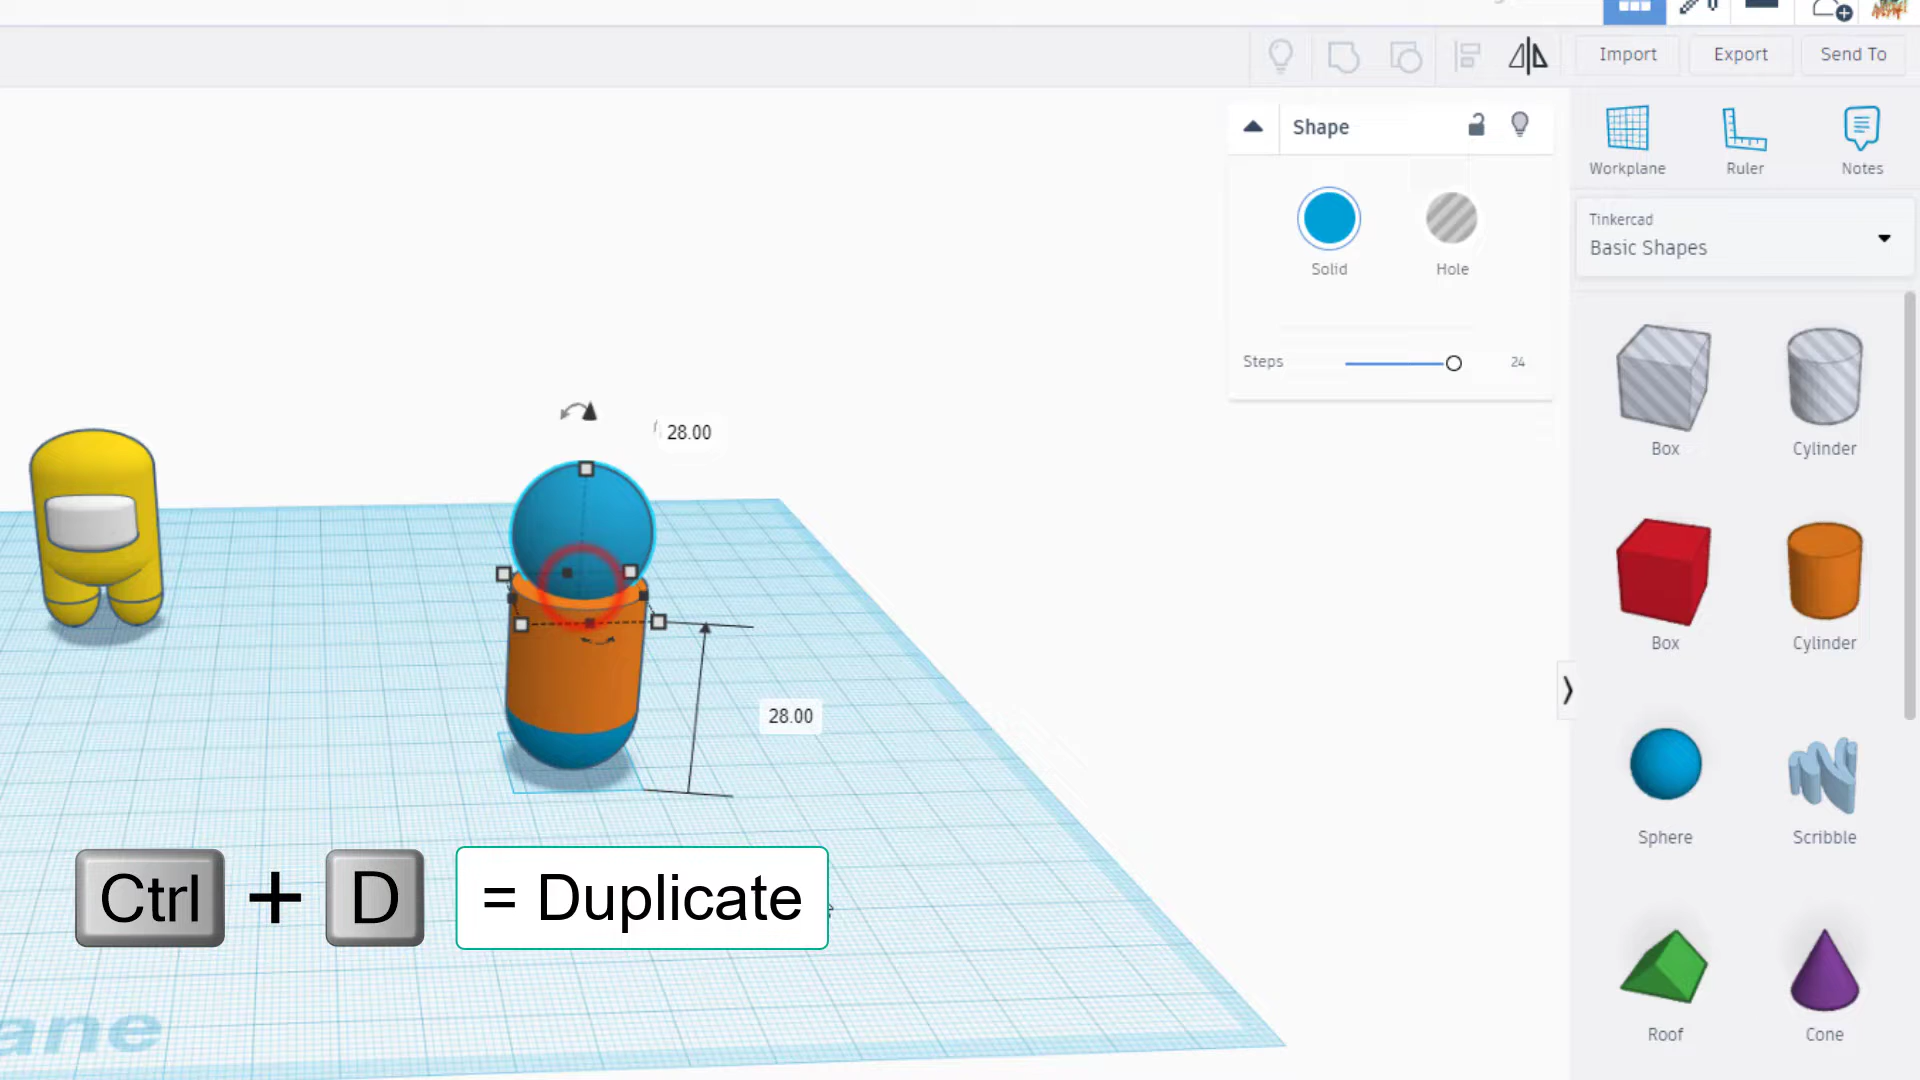 Import
Export
Send To
Shape
Workplane
Ruler
Notes
Solid
Hole
Tinkercad
Basic Shapes
Steps
24
Box
Cylinder
28.00
Box
Cylinder
28.00
Sphere
Scribble
Ctrl + D = Duplicate
ane
Roof
Cone